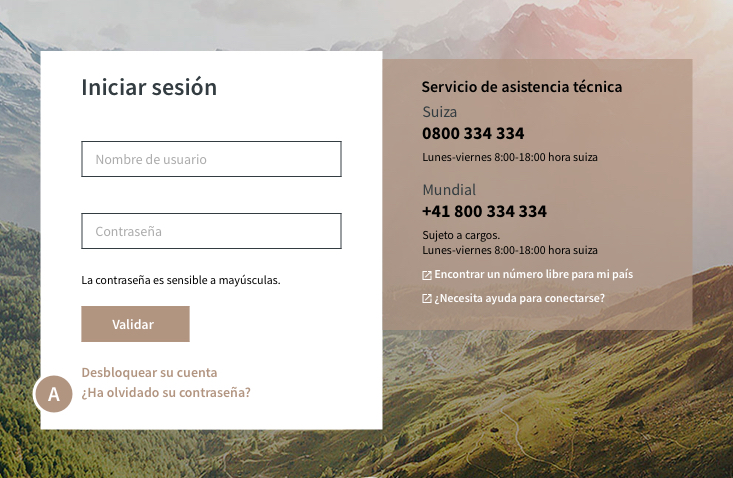 Iniciar sesión
Nombre de usuario
Contraseña
La contraseña es sensible a mayúsculas.
Validar
Desbloquear su cuenta
¿Ha olvidado su contraseña?
A
Servicio de asistencia técnica
Suiza
0800 334 334
Lunes-viernes 8:00-18:00 hora suiza
Mundial
+41 800 334 334
Sujeto a cargos.
Lunes-viernes 8:00-18:00 hora suiza
Encontrar un número libre para mi país
¿Necesita ayuda para conectarse?